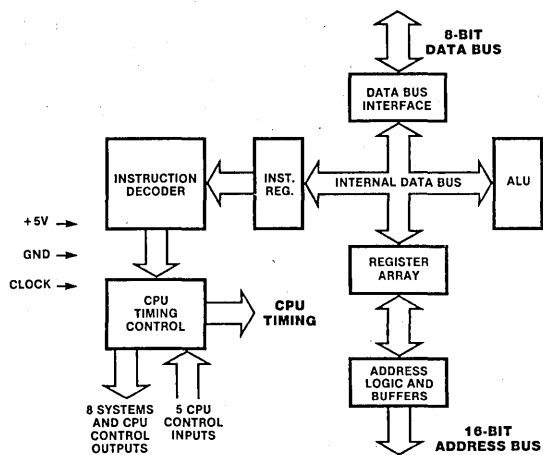 8-BIT
DATA BUS
DATA BUS
INTERFACE
INSTRUCTION
DECODER
INST.
REG.
INTERNAL DATA BUS
ALU
+5V
GND
CLOCK
REGISTER
ARRAY
CPU
TIMING
CONTROL
CPU
TIMING
ADDRESS
LOGIC AND
BUFFERS
8 SYSTEMS
AND CPU
CONTROL
OUTPUTS
5 CPU
CONTROL
INPUTS
16-BIT
ADDRESS BUS